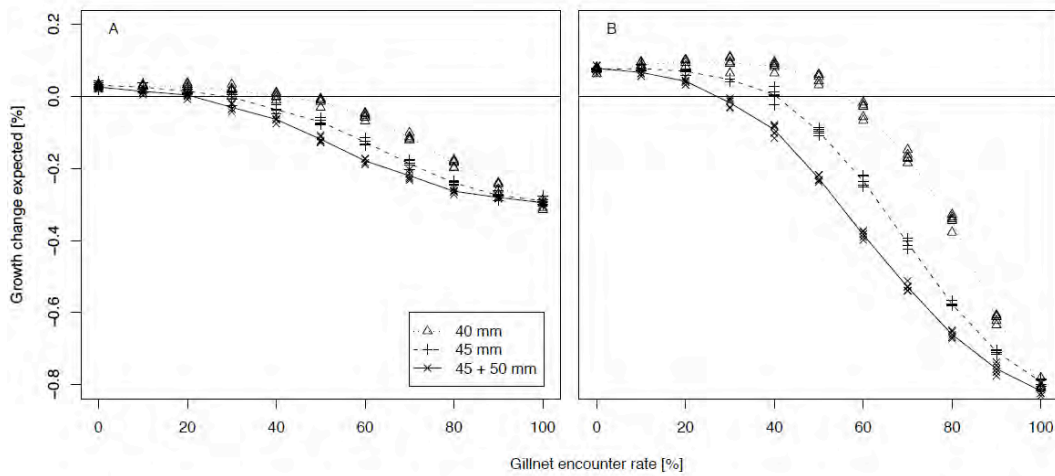 A
B
0.2
0.0
−0.2
−0.4
−0.6
−0.8
Growth change expected [%]
40 mm
45 mm
45 + 50 mm
0 20 40 60 80 100
0 20 40 60 80 100
Gillnet encounter rate [%]